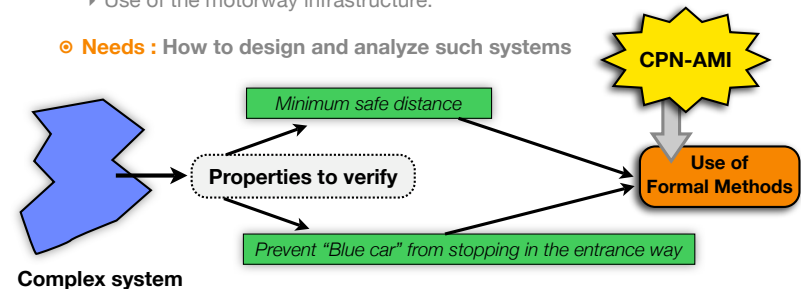 Use of the motorway infrastructure.
Needs : How to design and analyze such systems
CPN-AMI
Minimum safe distance
Properties to verify
Use of
Formal Methods
Prevent “Blue car” from stopping in the entrance way
Complex system